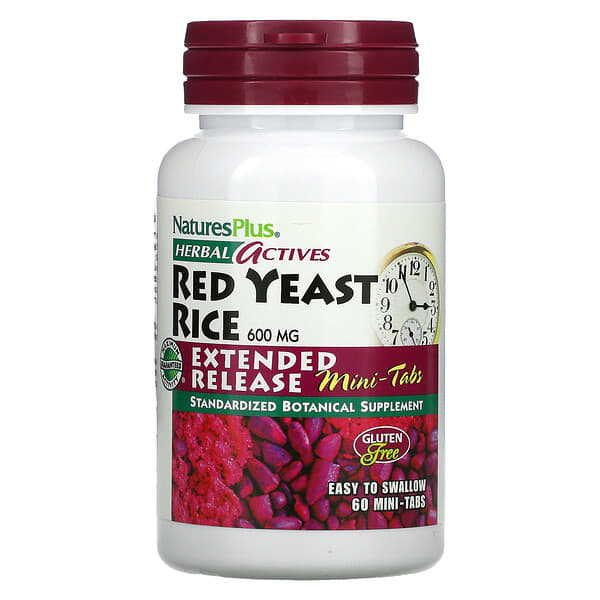 NaturesPlus®
HERBAL ACTIVES
RED YEAST
RICE 600 MG
EXTENDED
RELEASE Mini-Tabs
STANDARDIZED BOTANICAL SUPPLEMENT
GUARANTEED
GLUTEN
Free
EASY TO SWALLOW
60 MINI-TABS